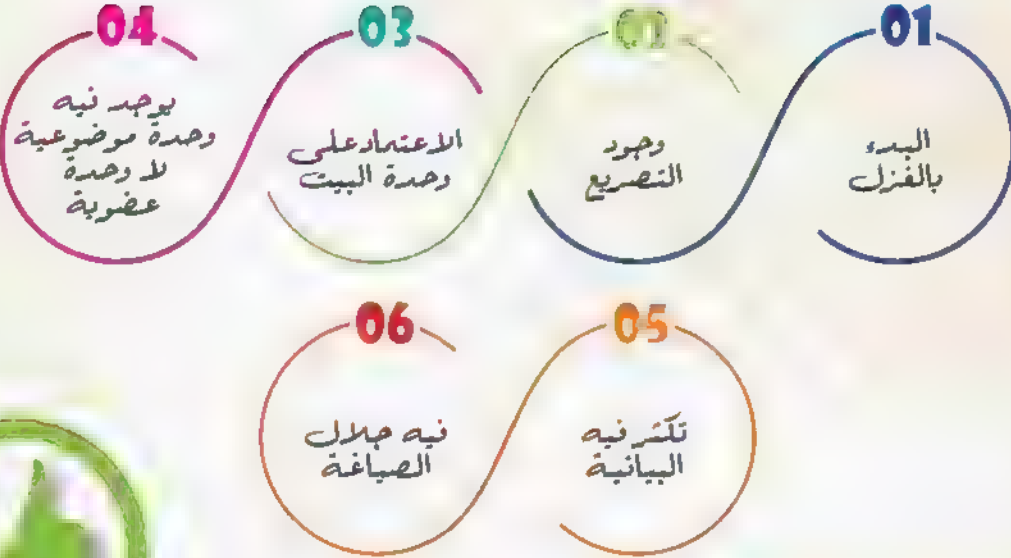 01
البدء
بالغزل
02
وجود
التصريع
03
الاعتماد على
وحدة البيت
04
يوجد فيه
وحدة موضوعية
لا وحدة
عضوية
05
تكثر فيه
البيانية
06
فيه جلال
الصياغة